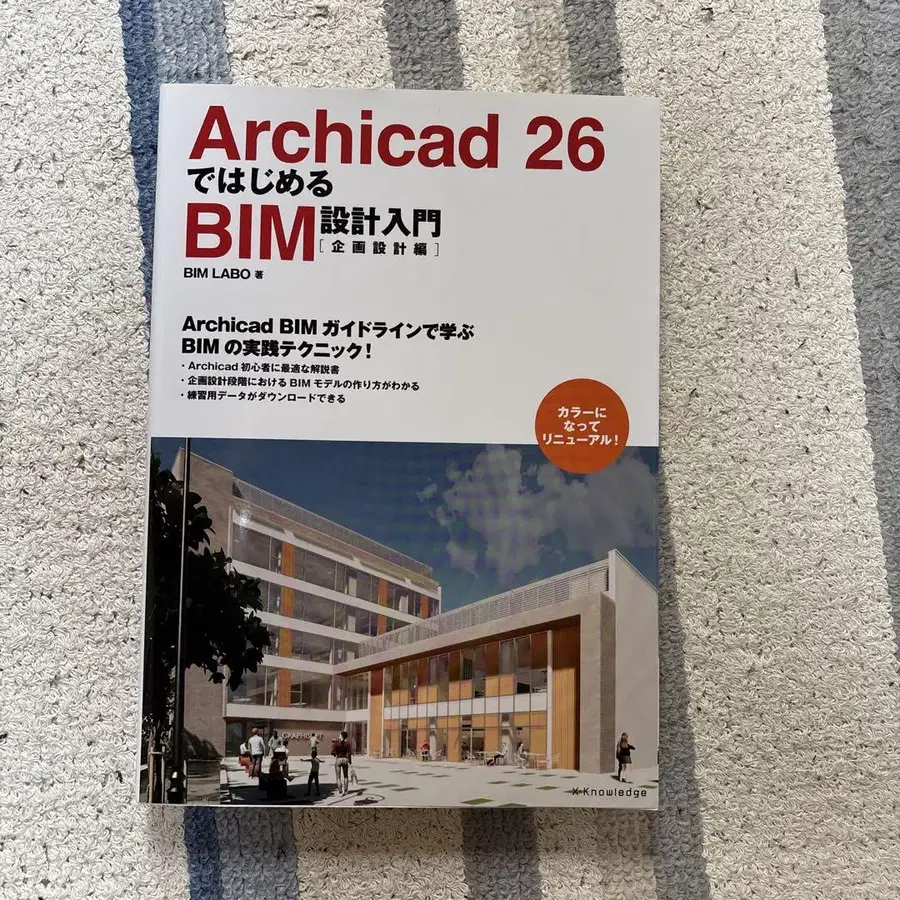 Archicad 26
ではじめる
BIM 設計入門
[企画設計編]
BIM LABO 著
Archicad BIM ガイドラインで学ぶ
BIM の実践テクニック!
・Archicad 初心者に最適な解説書
・企画設計段階における BIM モデルの作り方がわかる
・練習用データがダウンロードできる
カラーに
なって
リニューアル!
GRAPHISOFT
X-Knowledge